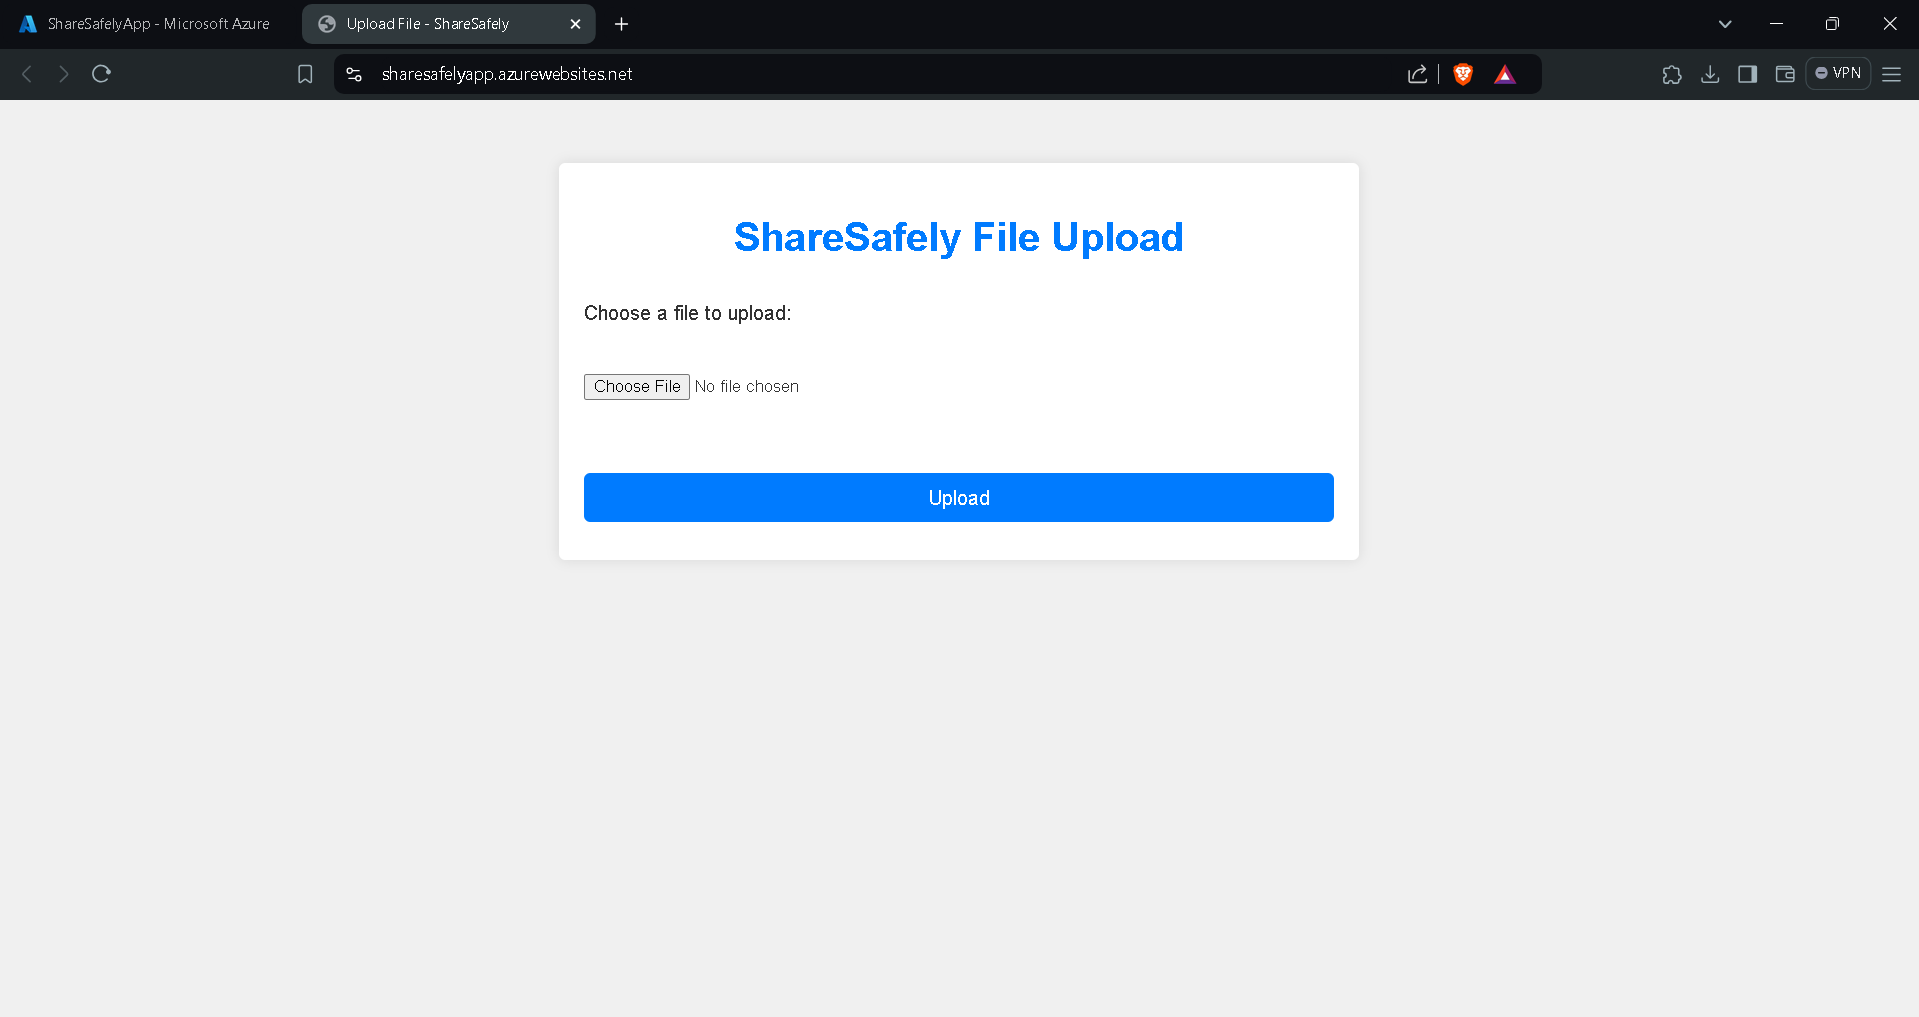 ShareSafelyApp - Microsoft Azure
Upload File - ShareSafely
sharesafelyapp.azurewebsites.net
VPN
ShareSafely File Upload
Choose a file to upload:
Choose File No file chosen
Upload